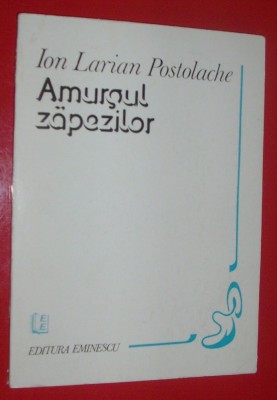 Ion Larian Postolache
Amurgul
zăpezilor
EDITURA EMINESCU